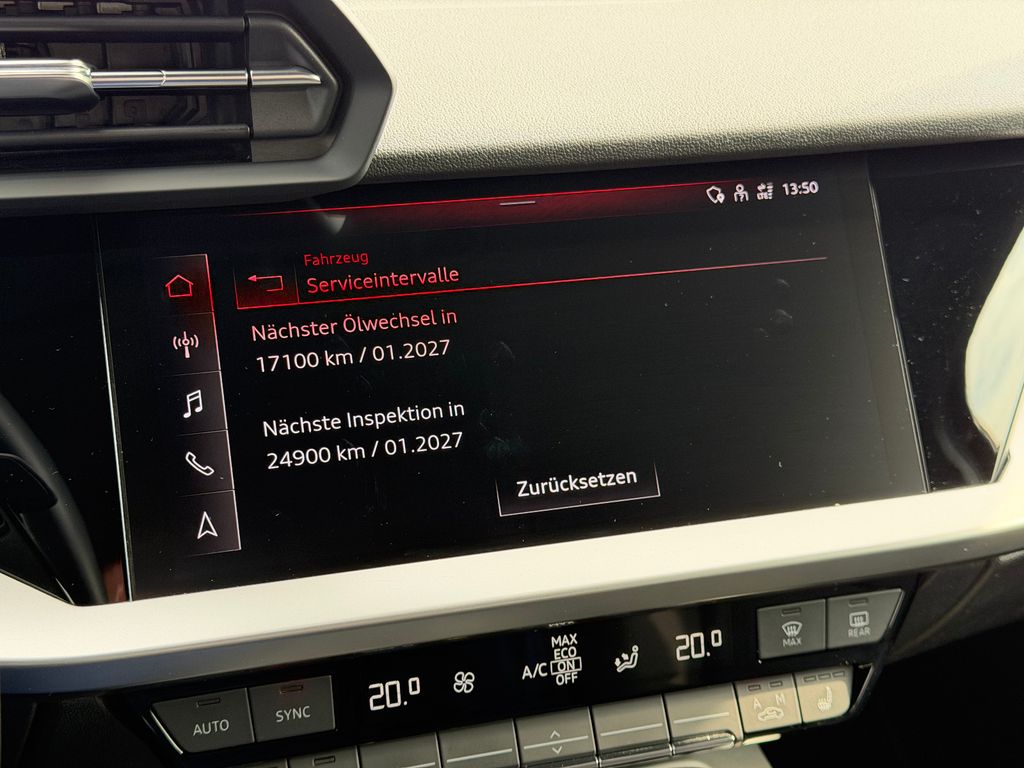 13:50
Fahrzeug
Serviceintervalle
Nächster Ölwechsel in
17100 km / 01.2027
Nächste Inspektion in
24900 km / 01.2027
Zurücksetzen
MAX
ECO
A/C ON
OFF
20.0
20.0
MAX
REAR
AUTO
SYNC
A M